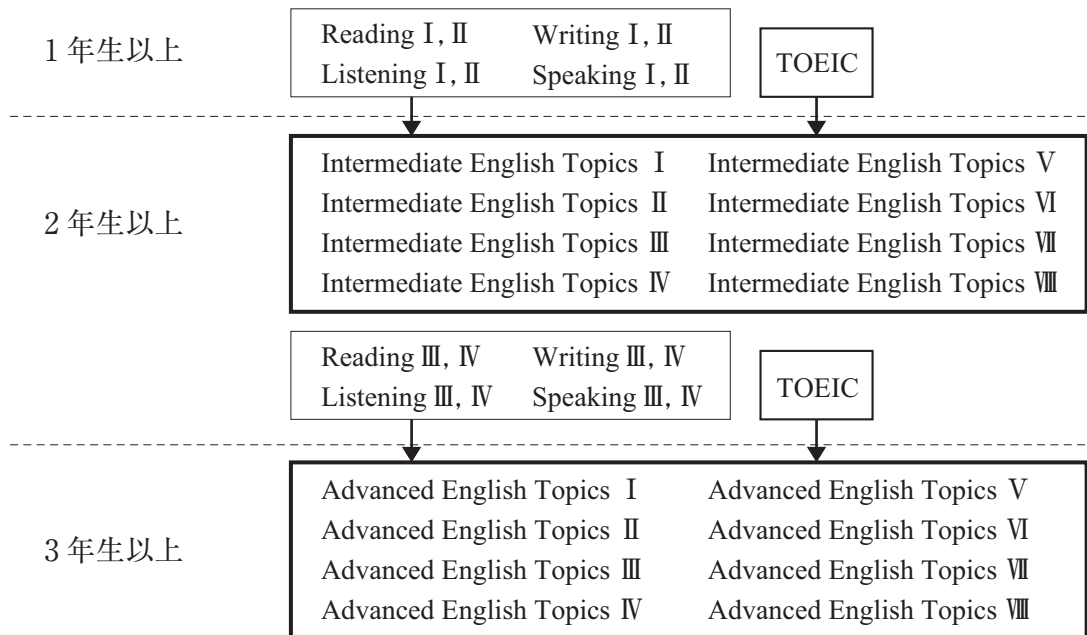 1年生以上
Reading Ⅰ, Ⅱ Writing Ⅰ, Ⅱ
Listening Ⅰ, Ⅱ Speaking Ⅰ, Ⅱ
TOEIC
2年生以上
Intermediate English Topics Ⅰ Intermediate English Topics Ⅴ
Intermediate English Topics Ⅱ Intermediate English Topics Ⅵ
Intermediate English Topics Ⅲ Intermediate English Topics Ⅶ
Intermediate English Topics Ⅳ Intermediate English Topics Ⅷ
Reading Ⅲ, Ⅳ Writing Ⅲ, Ⅳ
Listening Ⅲ, Ⅳ Speaking Ⅲ, Ⅳ
TOEIC
3年生以上
Advanced English Topics Ⅰ Advanced English Topics Ⅴ
Advanced English Topics Ⅱ Advanced English Topics Ⅵ
Advanced English Topics Ⅲ Advanced English Topics Ⅶ
Advanced English Topics Ⅳ Advanced English Topics Ⅷ